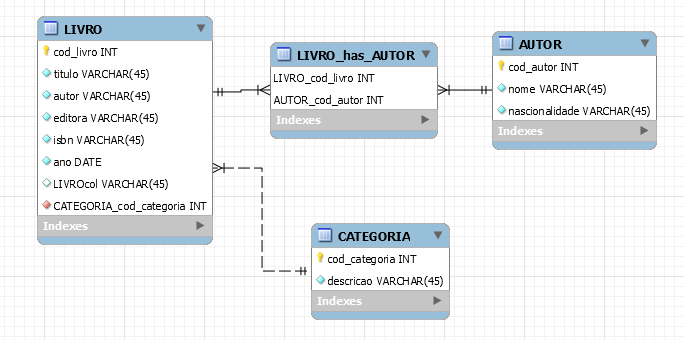 LIVRO
cod_livro INT
titulo VARCHAR(45)
autor VARCHAR(45)
editora VARCHAR(45)
isbn VARCHAR(45)
ano DATE
LIVROcol VARCHAR(45)
CATEGORIA_cod_categoria INT
Indexes
LIVRO_has_AUTOR
LIVRO_cod_livro INT
AUTOR_cod_autor INT
Indexes
AUTOR
cod_autor INT
nome VARCHAR(45)
nascionalidade VARCHAR(45)
Indexes
CATEGORIA
cod_categoria INT
descricao VARCHAR(45)
Indexes